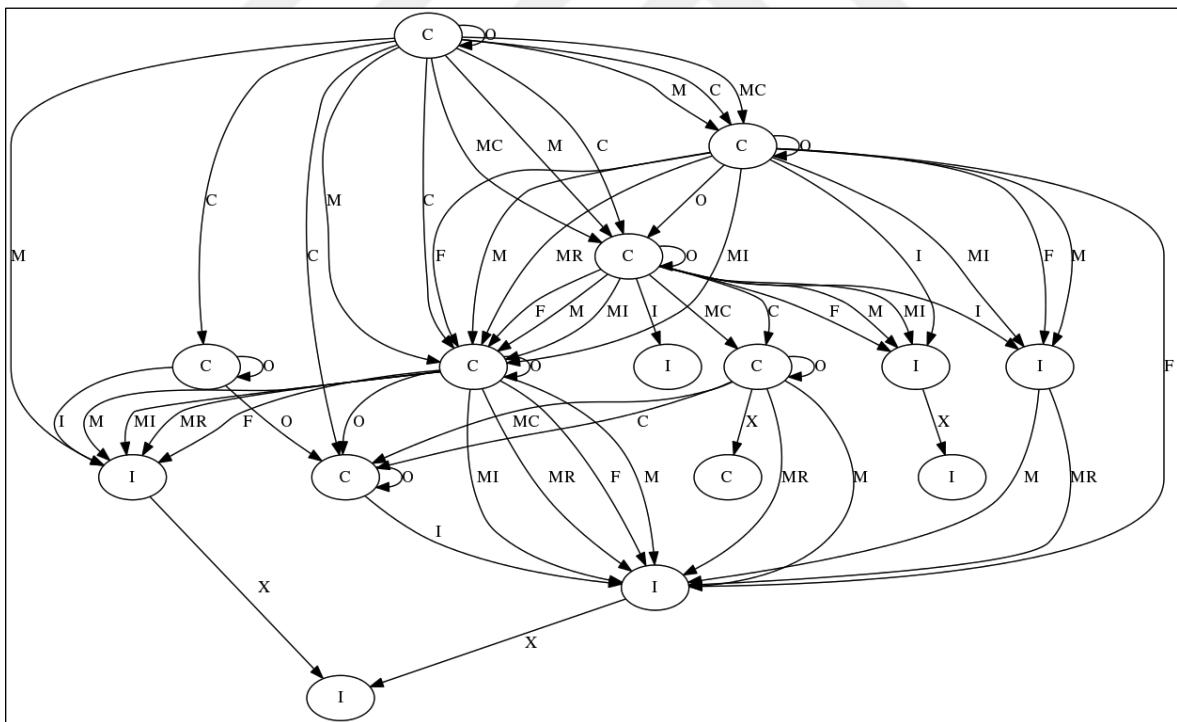 C O
M C MC
C O
MC M C
C M C
O
F M MR MI I MI F M
M C
C O
F M MI I MC C F M MI I
F
C O C O I C O I I
I M MI MR F O O MC C X X
I C O C I
MI MR F M MR M M MR
I
X I
X
I